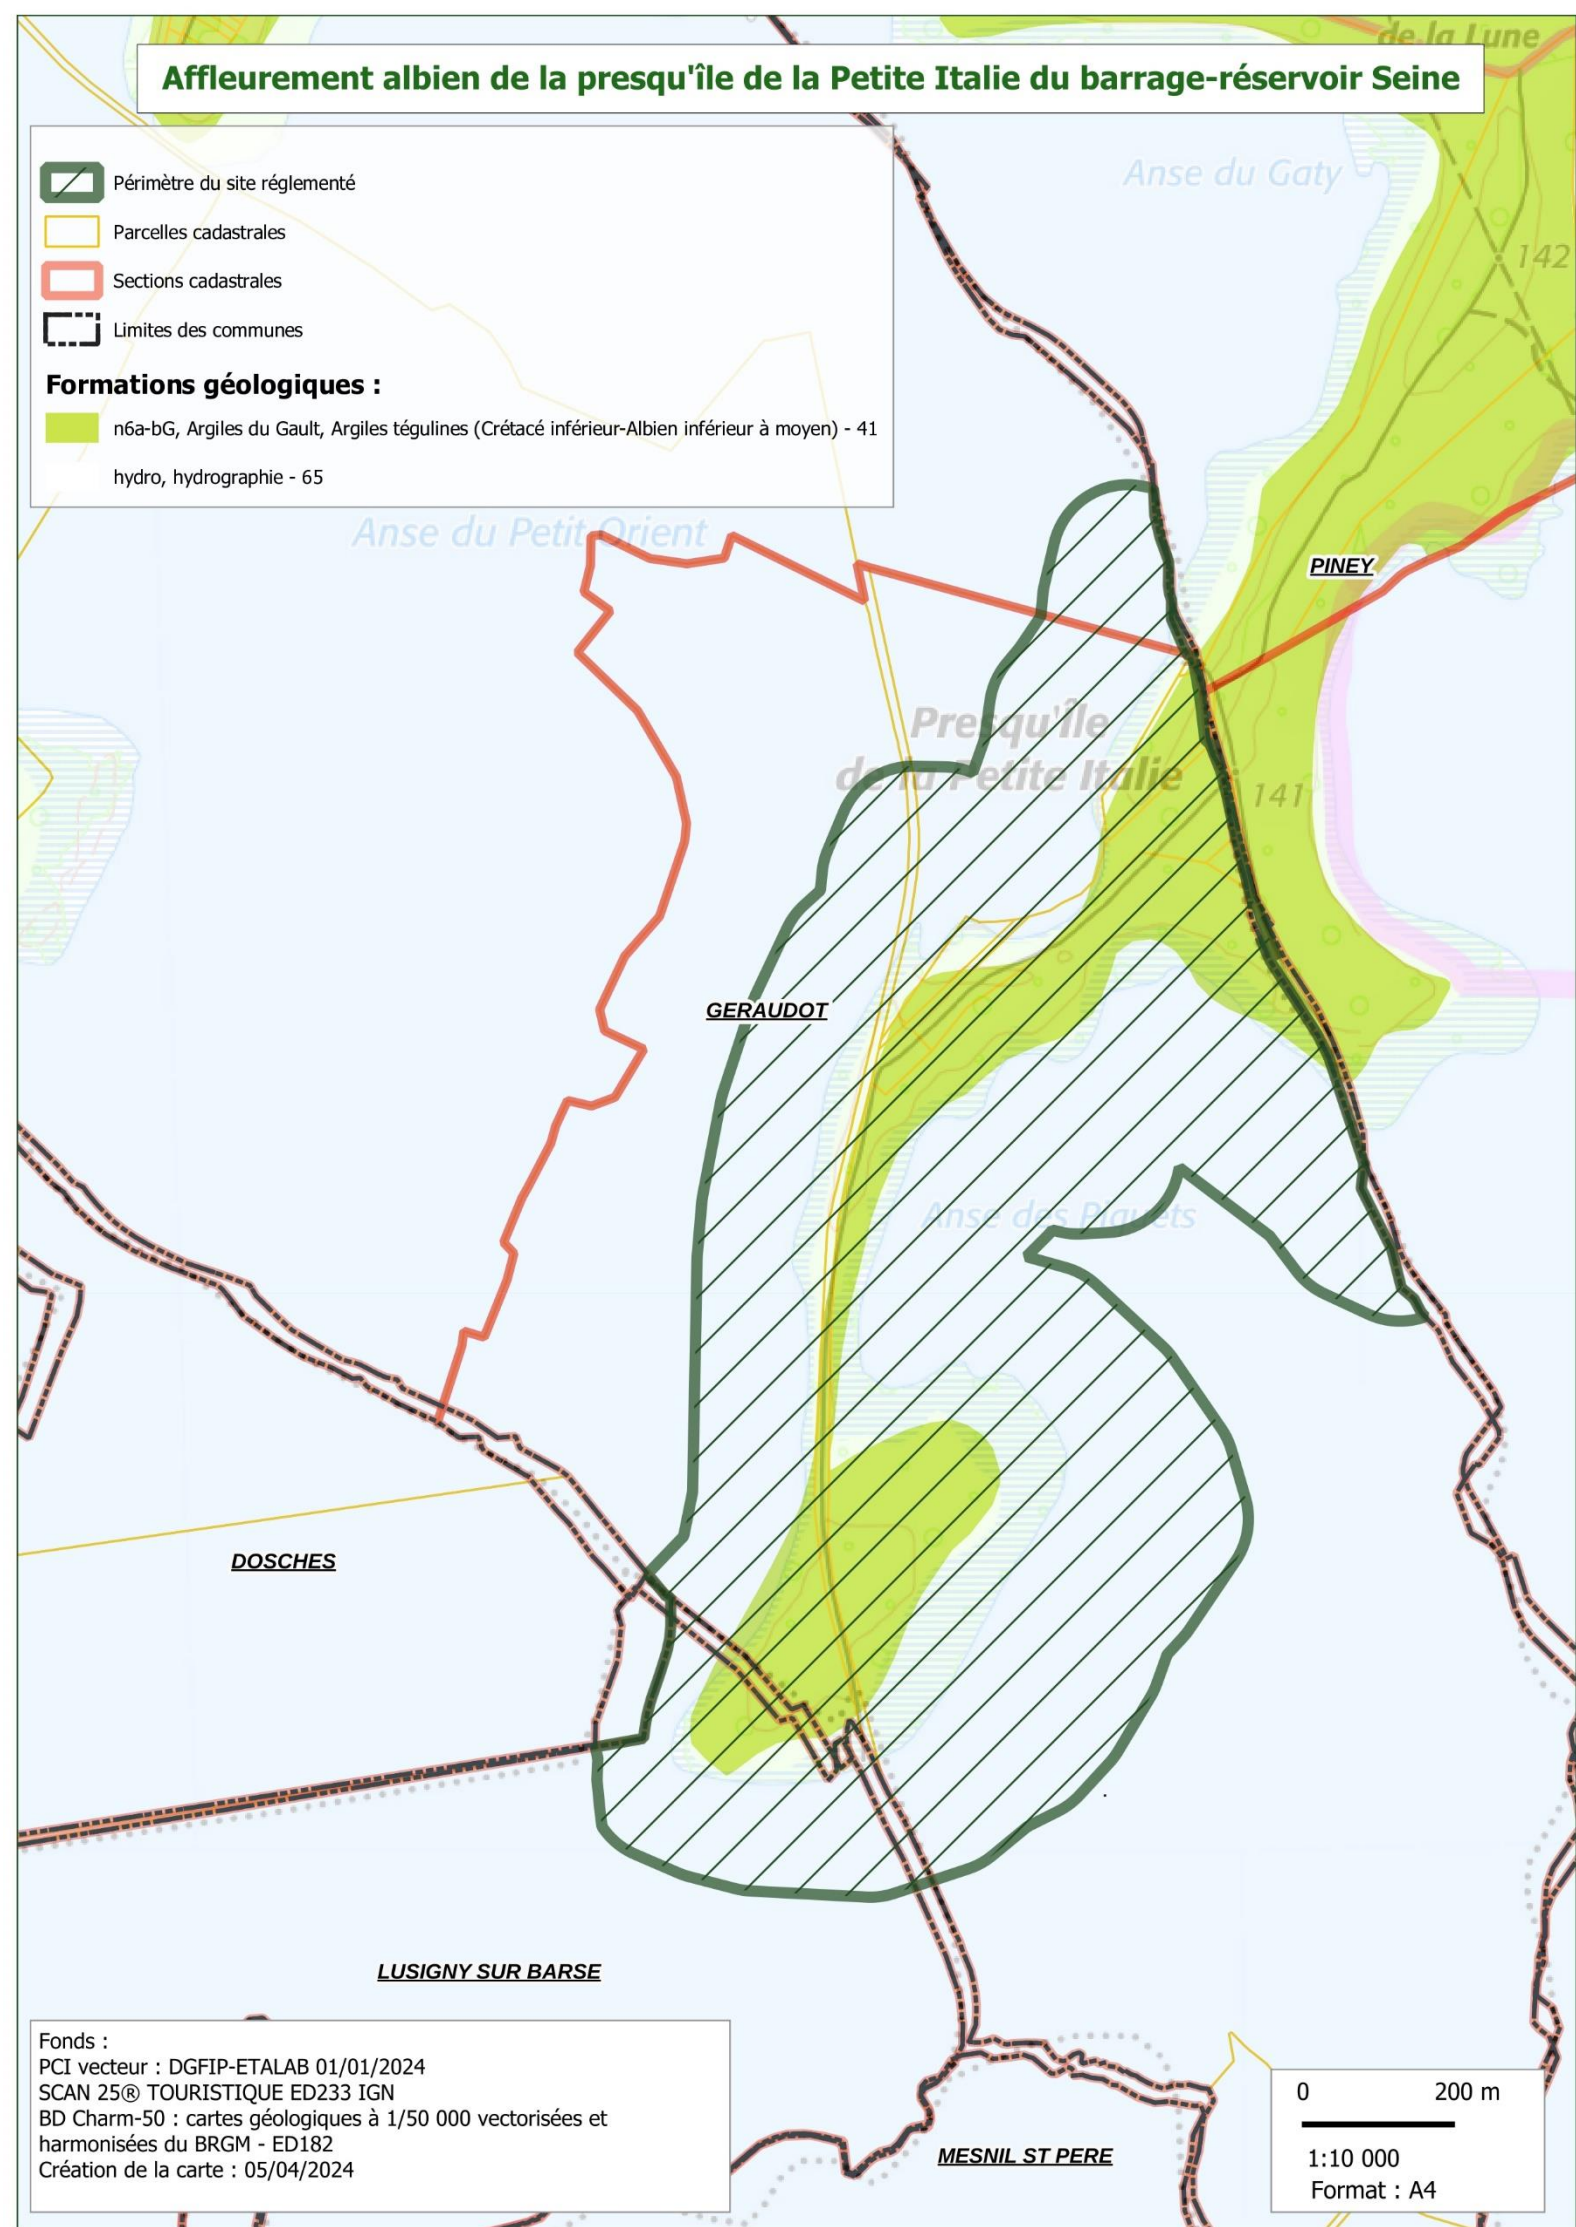 de la Lune
Affleurement albien de la presqu'île de la Petite Italie du barrage-réservoir Seine
Périmètre du site réglementé
Parcelles cadastrales
Sections cadastrales
Limites des communes
Formations géologiques :
n6a-bG, Argiles du Gault, Argiles tégulines (Crétacé inférieur-Albien inférieur à moyen) - 41
hydro, hydrographie - 65
Anse du Gaty
142
Anse du Petit Orient
PINEY
Presqu'Île
de la Petite Italie
141
GERAUDOT
Anse des Piquets
DOSCHES
LUSIGNY SUR BARSE
MESNIL ST PERE
Fonds :
PCI vecteur : DGFIP-ETALAB 01/01/2024
SCAN 25® TOURISTIQUE ED233 IGN
BD Charm-50 : cartes géologiques à 1/50 000 vectorisées et
harmonisées du BRGM - ED182
Création de la carte : 05/04/2024
0 200 m
1:10 000
Format : A4